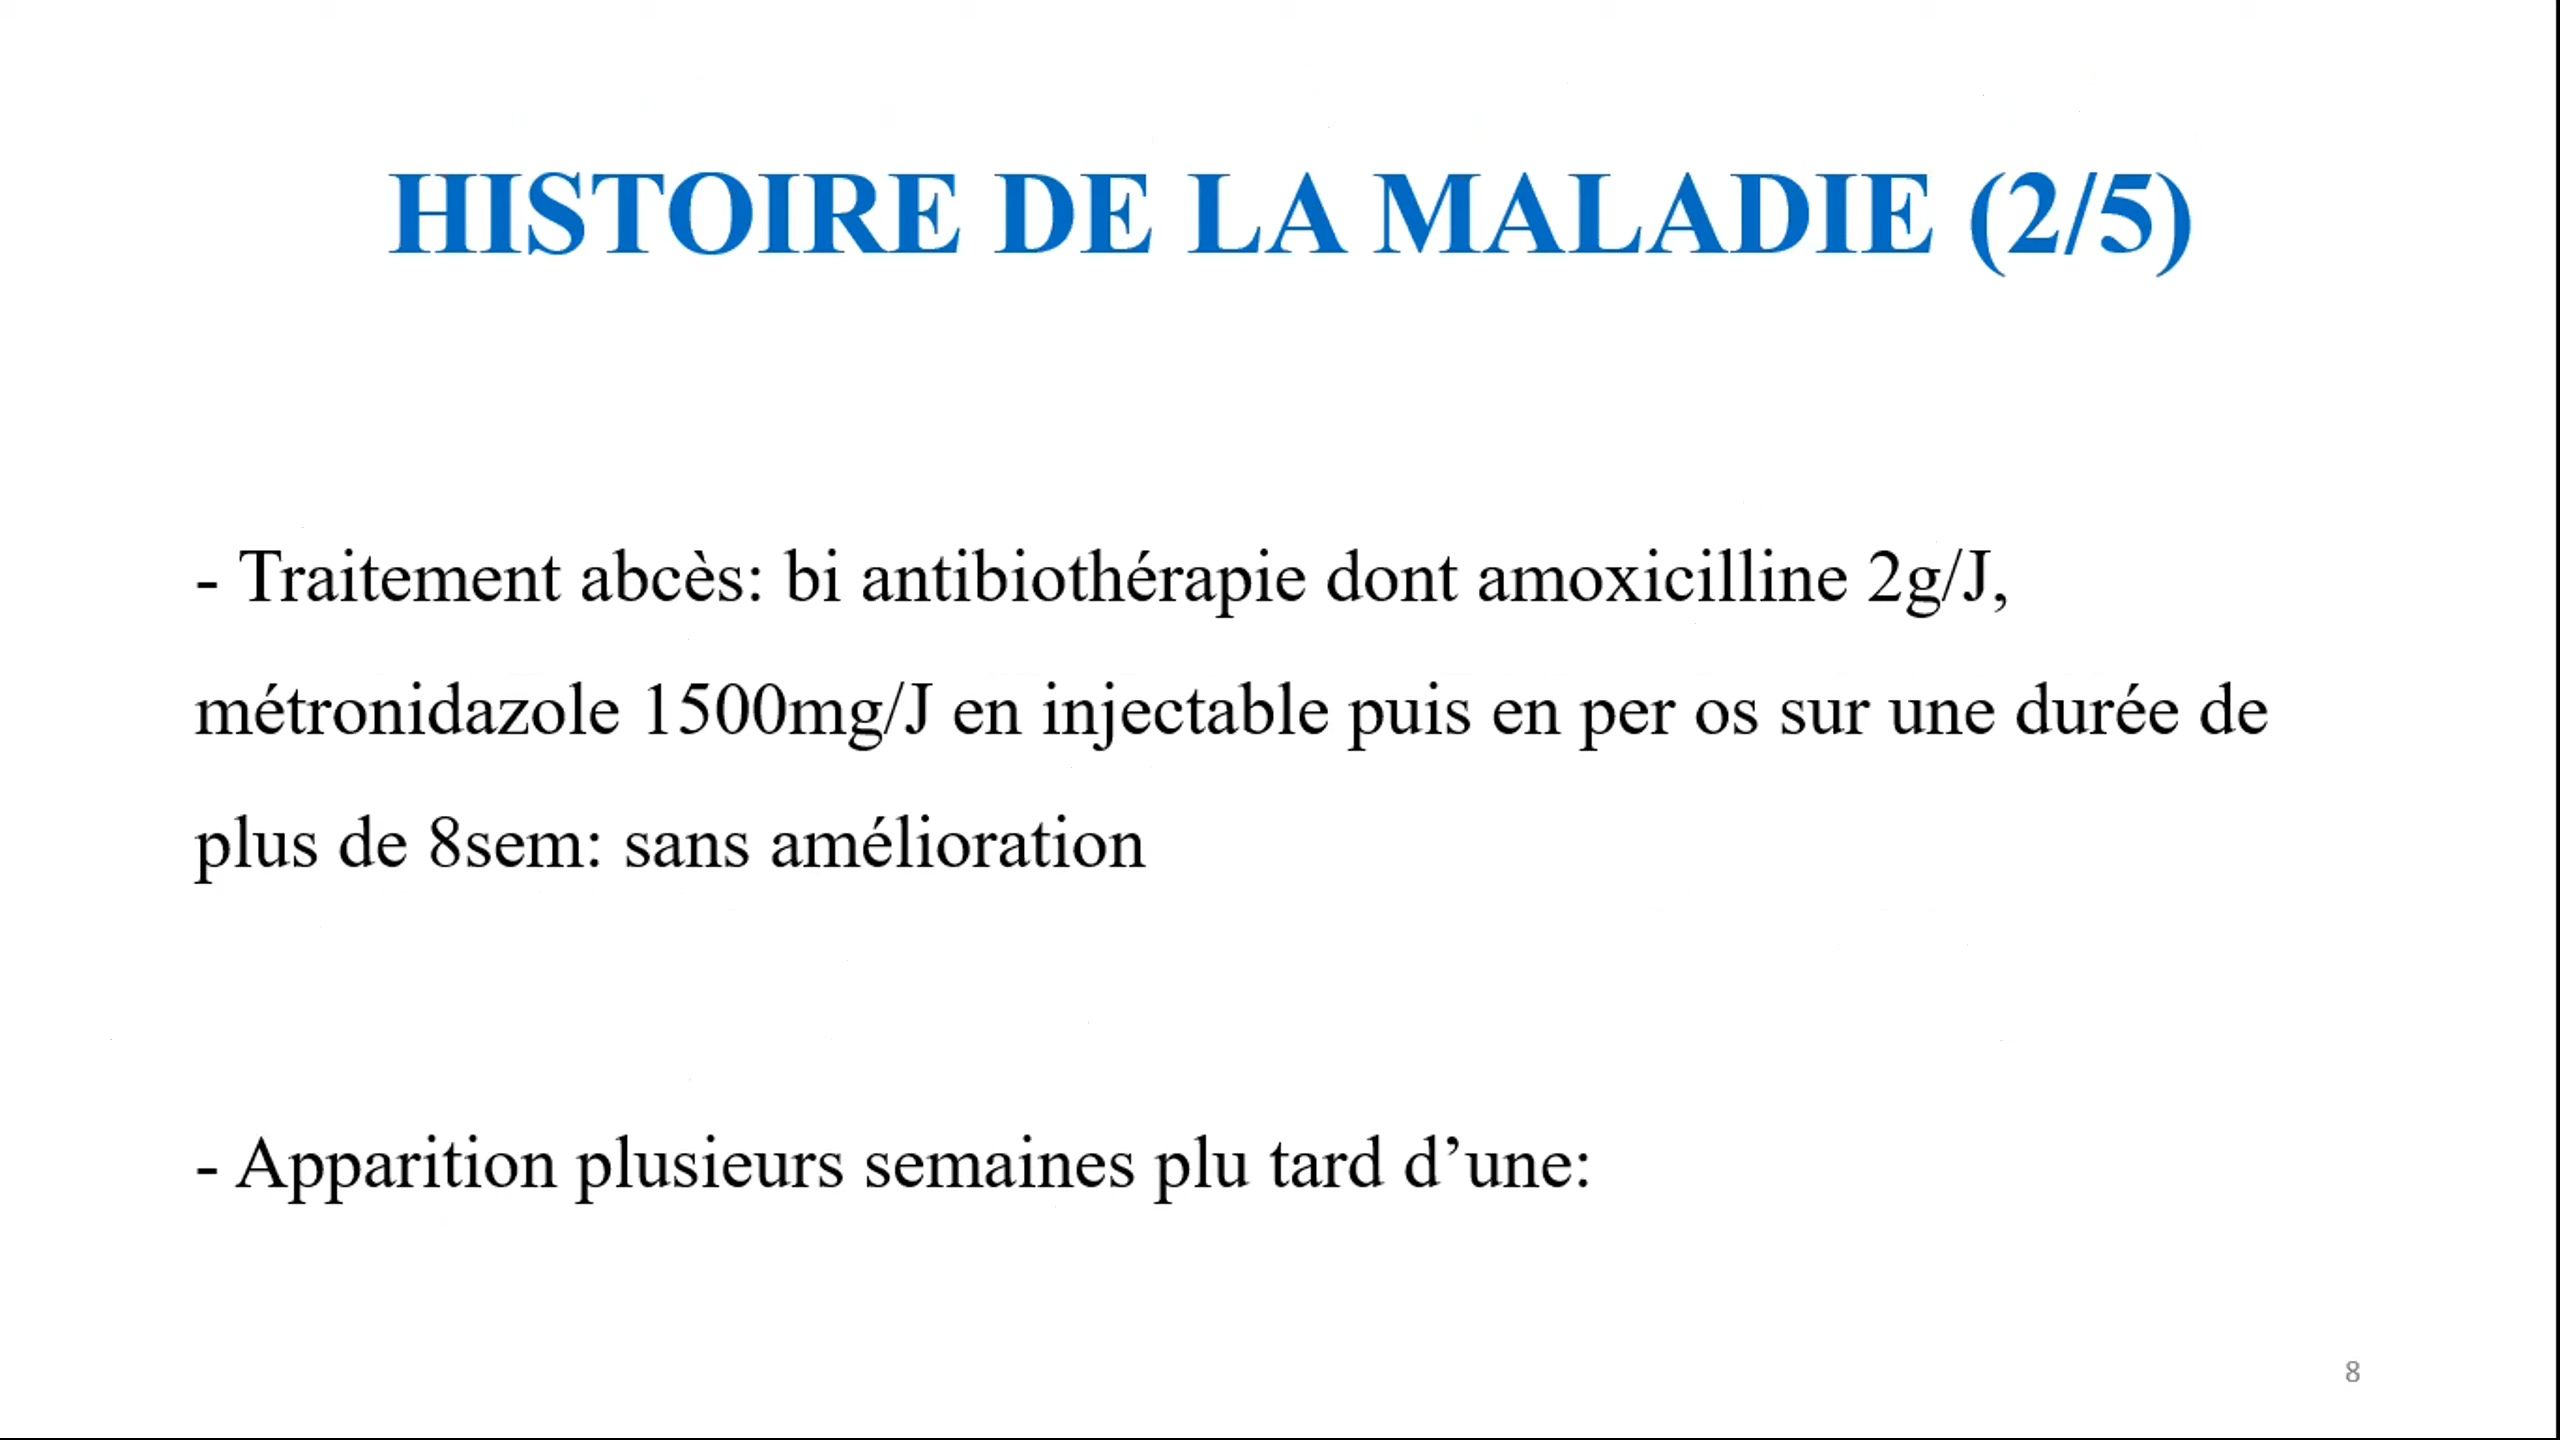 HISTOIRE DE LA MALADIE (2/5)
- Traitement abcès: bi antibiothérapie dont amoxicilline 2g/J,
métronidazole 1500mg/J en injectable puis en per os sur une durée de
plus de 8sem: sans amélioration
- Apparition plusieurs semaines plu tard d’une:
8